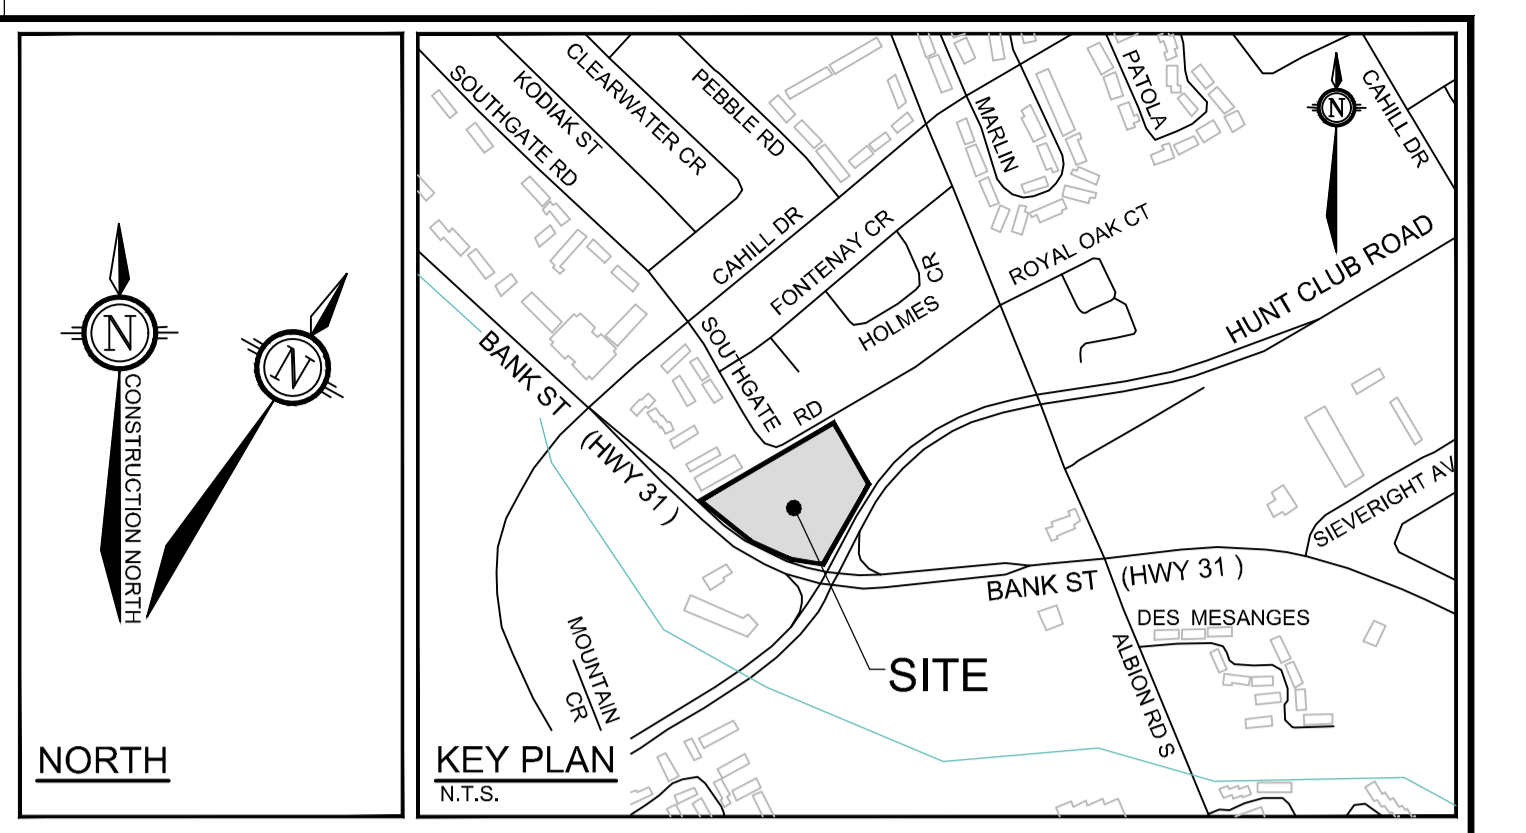 N
N
CONSTRUCTION NORTH
NORTH
SOUTHGATE RD
KODIAK ST
CLEARWATER CR
PEBBLE RD
MARLIN
PATOLA
N
CAHILL DR
CAHILL DR
FONTENAY CR
HOLMES CR
ROYAL OAK CT
HUNT CLUB ROAD
SOUTHGATE RD
BANK ST
(HWY 31 )
SIEVERIGHT AV
BANK ST (HWY 31 )
DES MESANGES
ALBION RD S
MOUNTAIN
CR
SITE
KEY PLAN
N.T.S.